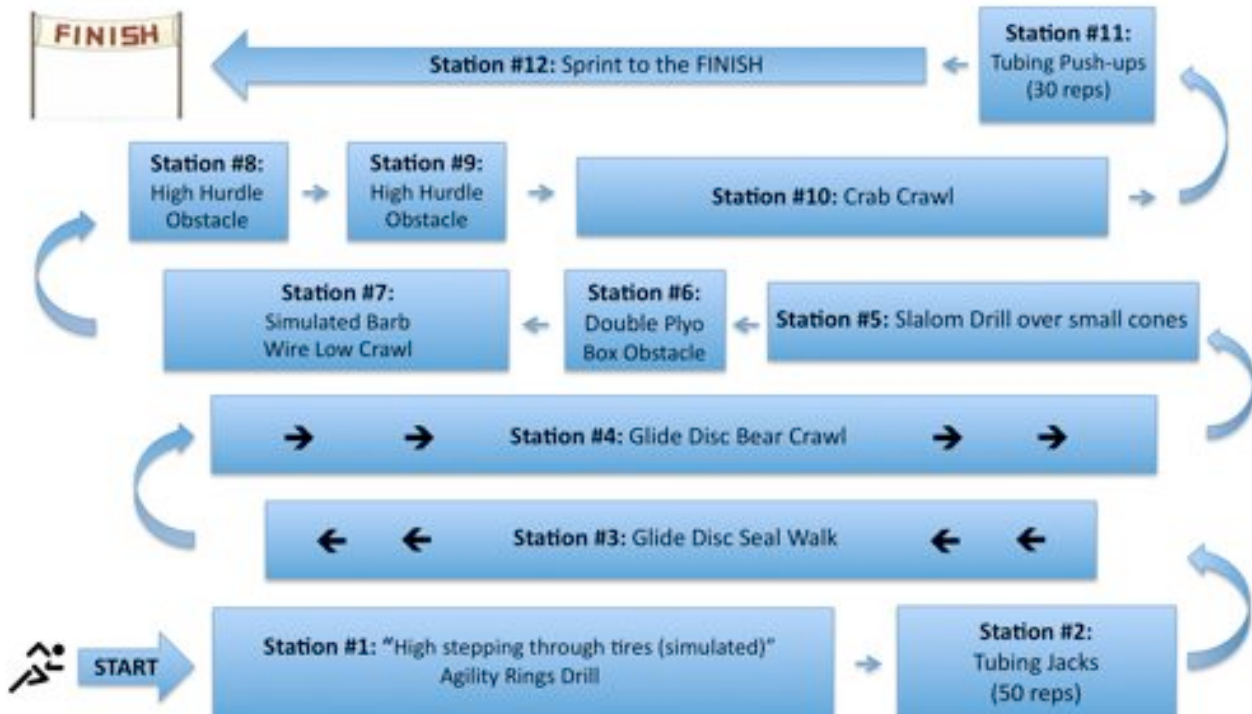 FINISH
Station #12: Sprint to the FINISH
Station #11:
Tubing Push-ups
(30 reps)
Station #8:
High Hurdle
Obstacle
Station #9:
High Hurdle
Obstacle
Station #10: Crab Crawl
Station #7:
Simulated Barb
Wire Low Crawl
Station #6:
Double Plyo
Box Obstacle
Station #5: Slalom Drill over small cones
Station #4: Glide Disc Bear Crawl
Station #3: Glide Disc Seal Walk
START
Station #1: “High stepping through tires (simulated)”
Agility Rings Drill
Station #2:
Tubing Jacks
(50 reps)